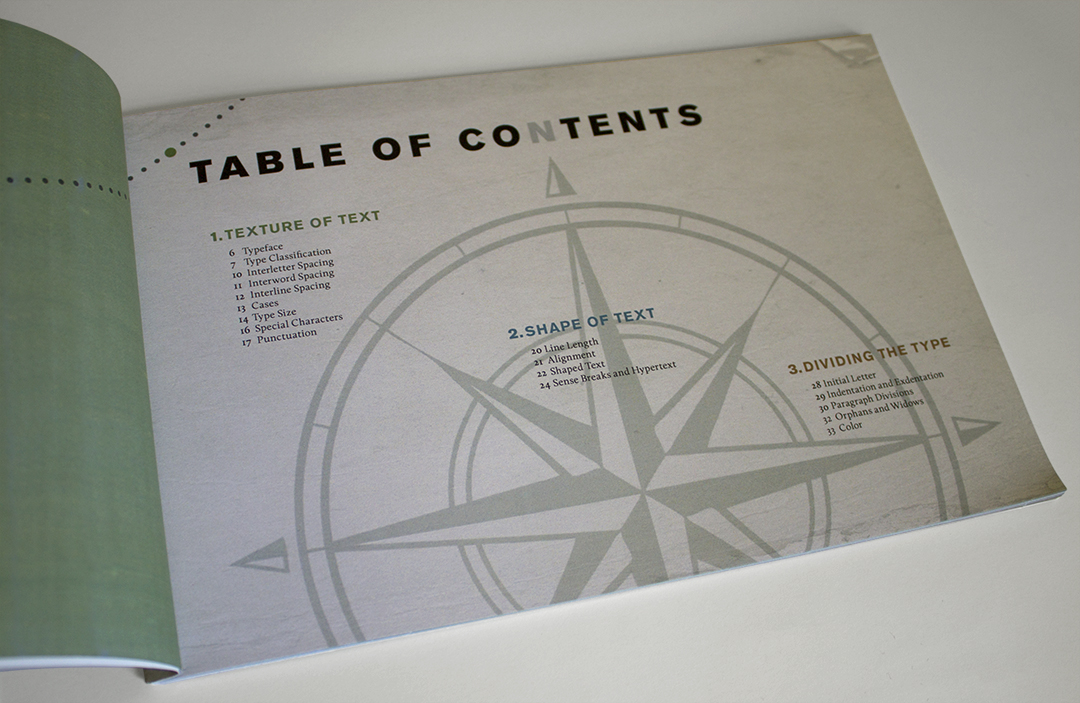 TABLE OF CONTENTS
1. TEXTURE OF TEXT
6 Typeface
7 Type Classification
10 Interletter Spacing
11 Interword Spacing
12 Interline Spacing
13 Cases
14 Type Size
16 Special Characters
17 Punctuation
2. SHAPE OF TEXT
20 Line Length
21 Alignment
22 Shaped Text
24 Sense Breaks and Hypertext
3. DIVIDING THE TYPE
28 Initial Letter
29 Indentation and Exdentation
30 Paragraph Divisions
32 Orphans and Widows
33 Color